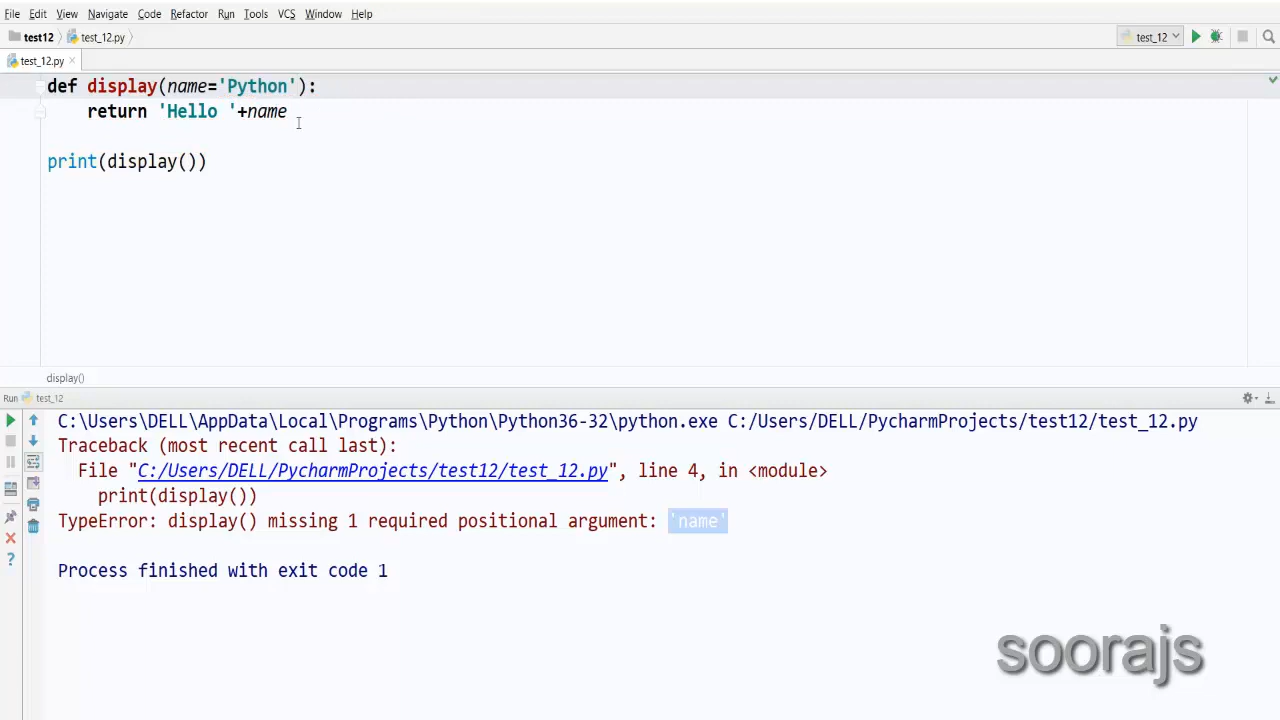 File Edit View Navigate Code Refactor Run Tools VCS Window Help
test12 test_12.py test_12
test_12.py
def display(name='Python'):
    return 'Hello '+name
print(display())
display()
Run test_12
C:\Users\DELL\AppData\Local\Programs\Python\Python36-32\python.exe C:/Users/DELL/PycharmProjects/test12/test_12.py
Traceback (most recent call last):
  File "C:/Users/DELL/PycharmProjects/test12/test_12.py", line 4, in <module>
    print(display())
TypeError: display() missing 1 required positional argument: 'name'
Process finished with exit code 1
soorajs